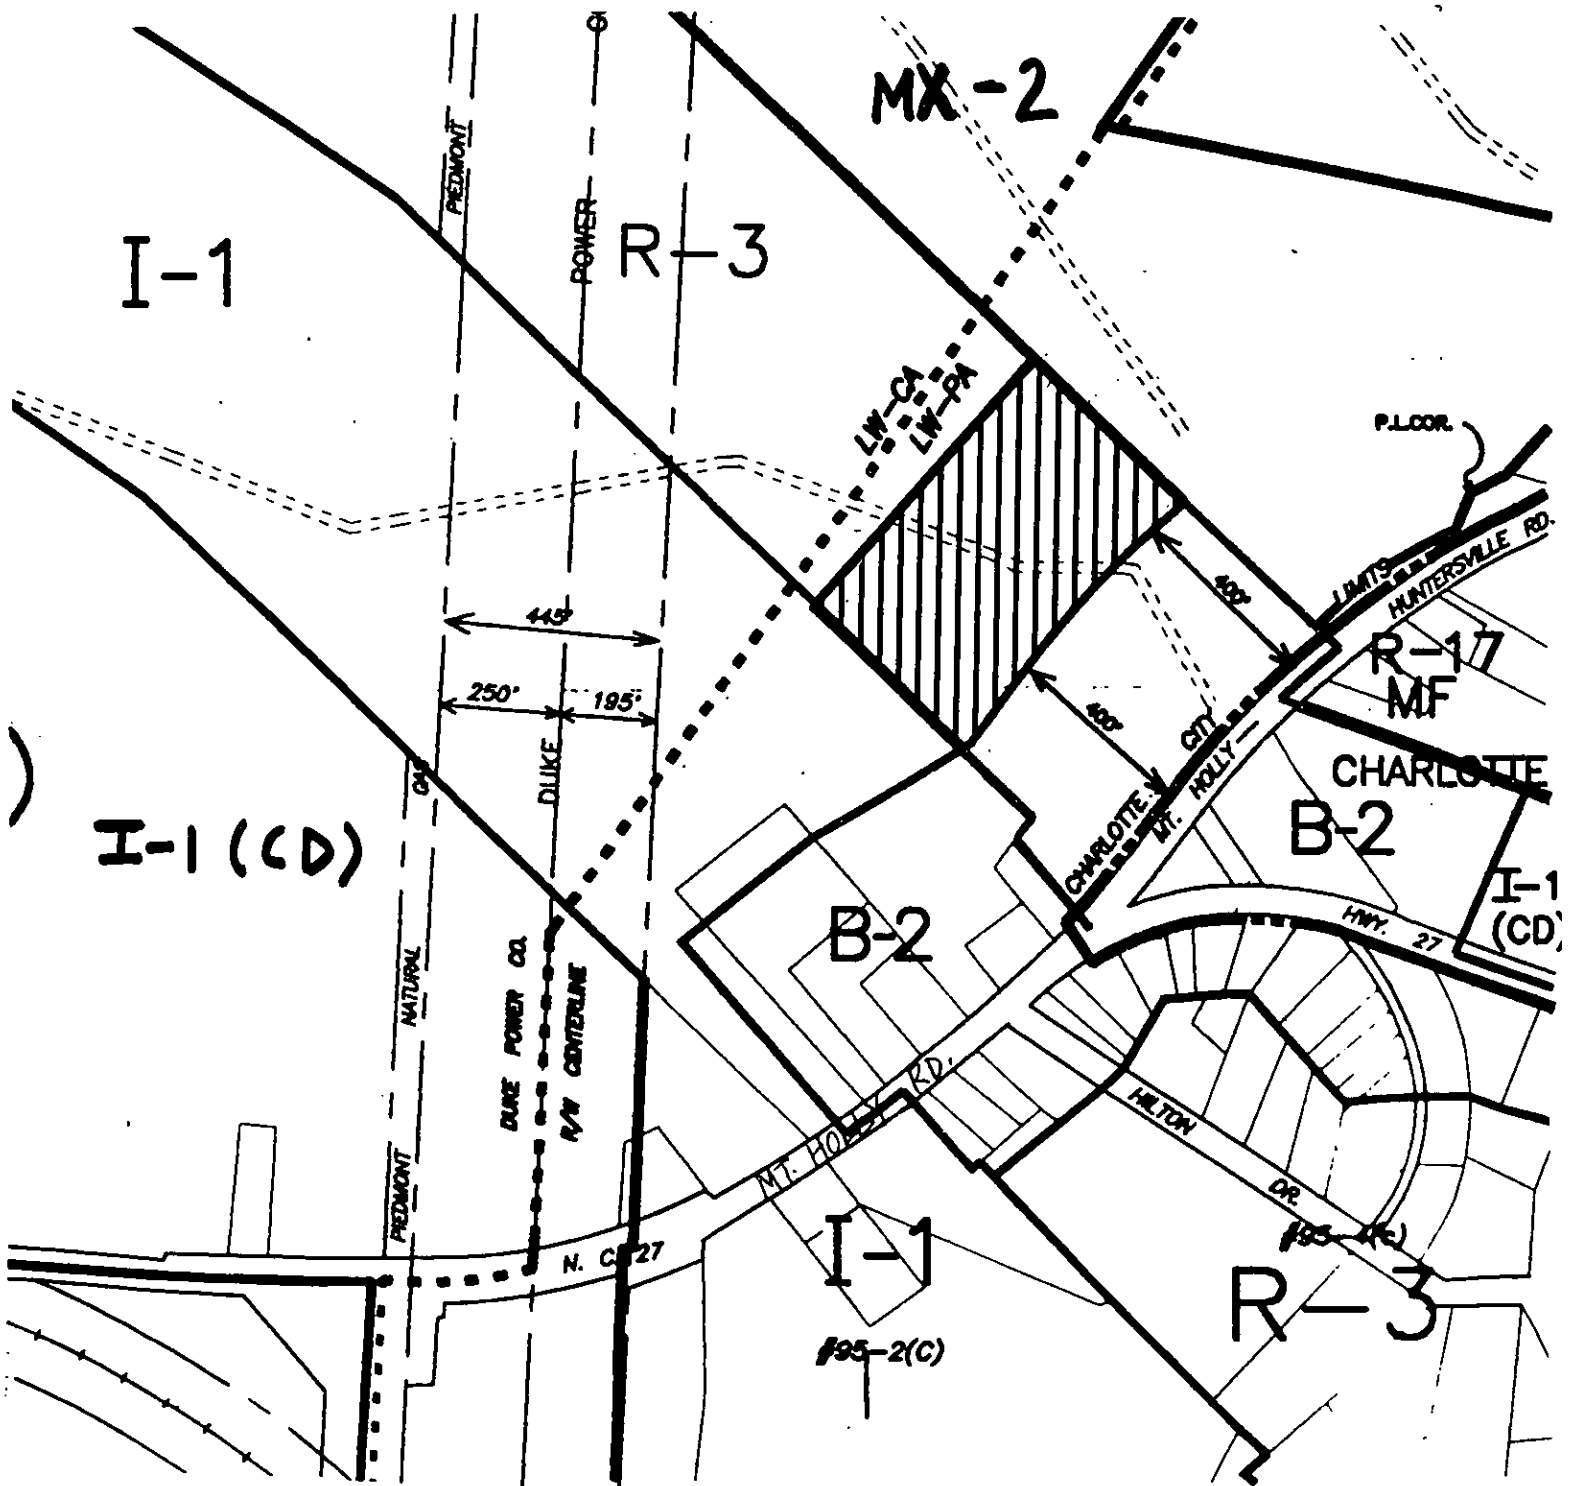 MX-2
PIEDMONT
POWER
R-3
I-1
LW-CA
LW-PA
P.L.COR.
LIMITS
HUNTERSVILLE RD.
400'
445'
R-17
MF
250'
195'
400'
CITY
HOLLY
CHARLOTTE
GAS
DUKE
MT.
CHARLOTTE
B-2
)
I-1 (CD)
I-1
(CD)
B-2
HWY. 27
NATURAL
DUKE POWER CO.
R/W CENTERLINE
RD.
HILTON
MT. HOLLY
PIEDMONT
DR.
I-1
N. C. 27
R-3
#95-2(C)